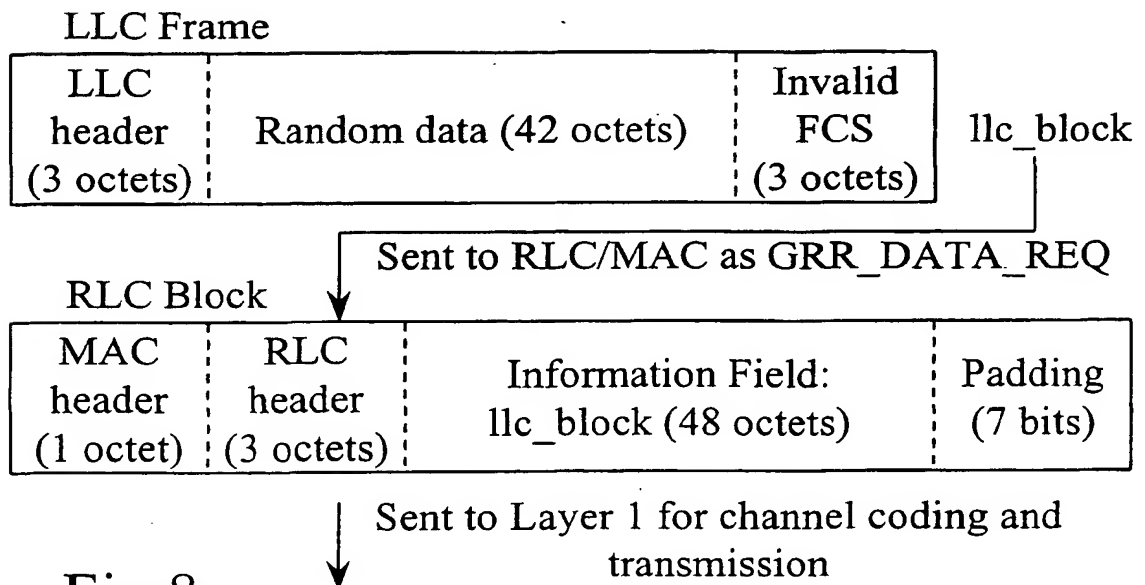 LLC Frame
LLC
header
(3 octets)
Random data (42 octets)
Invalid
FCS
(3 octets)
llc_block
Sent to RLC/MAC as GRR_DATA_REQ
RLC Block
MAC
header
(1 octet)
RLC
header
(3 octets)
Information Field:
llc_block (48 octets)
Padding
(7 bits)
Sent to Layer 1 for channel coding and
transmission
Fig 8